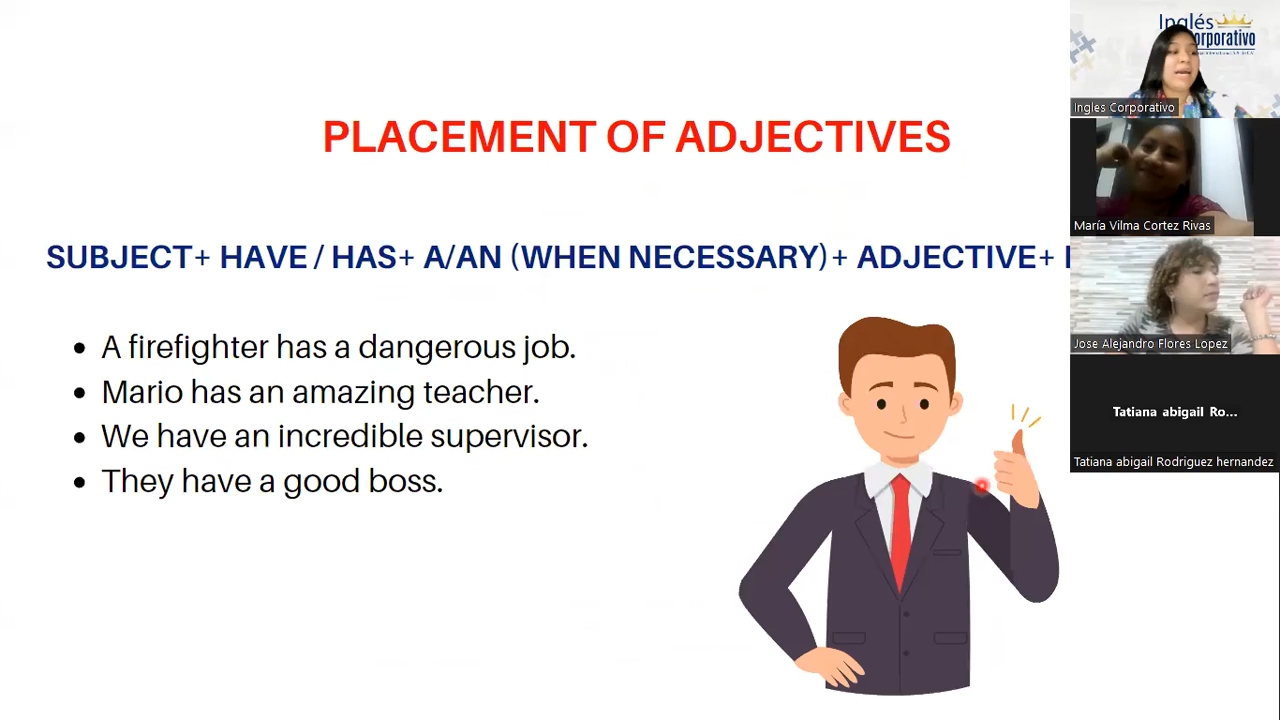 PLACEMENT OF ADJECTIVES
SUBJECT+ HAVE / HAS+ A/AN (WHEN NECESSARY)+ ADJECTIVE+
• A firefighter has a dangerous job.
• Mario has an amazing teacher.
• We have an incredible supervisor.
• They have a good boss.
Inglés
Corporativo
Ingles Corporativo
María Vilma Cortez Rivas
Jose Alejandro Flores Lopez
Tatiana abigail Ro...
Tatiana abigail Rodriguez hernandez